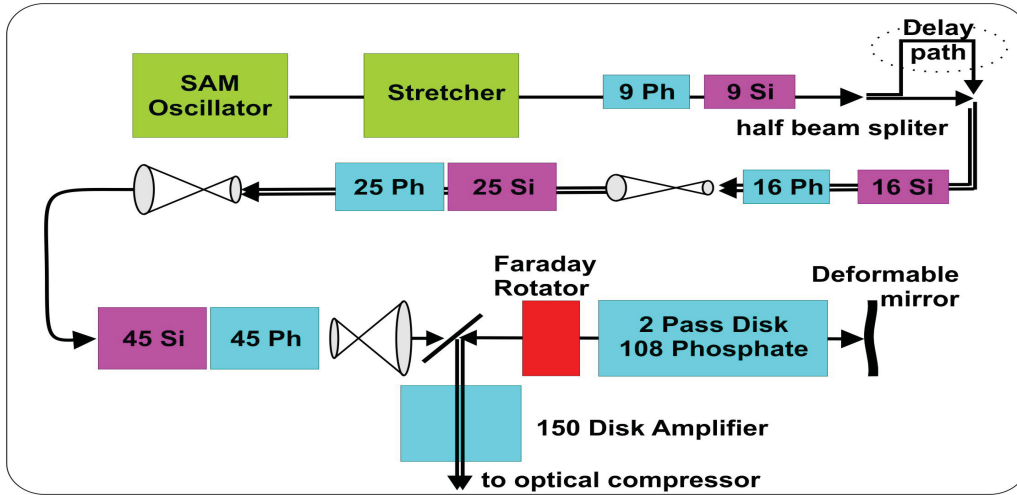 Delay
path
SAM
Oscillator
Stretcher
9 Ph
9 Si
half beam spliter
25 Ph
25 Si
16 Ph
16 Si
Faraday
Rotator
Deformable
mirror
45 Si
45 Ph
2 Pass Disk
108 Phosphate
150 Disk Amplifier
to optical compressor